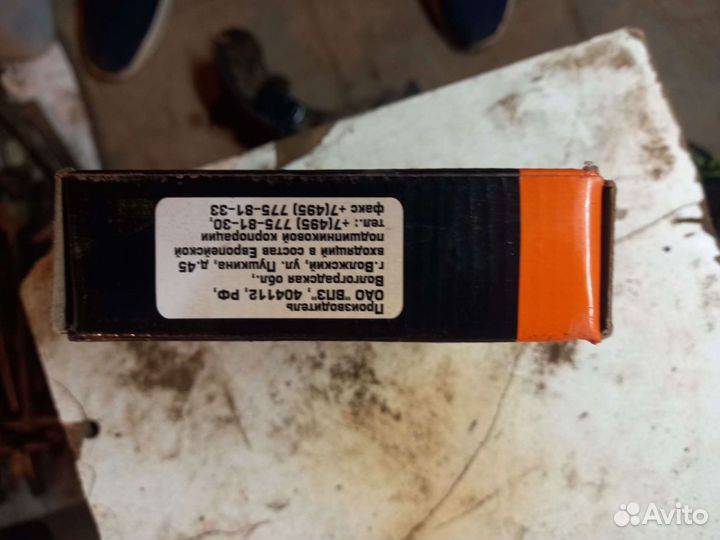 Производитель
ОАО "ВПЗ", 404112, РФ,
Волгоградская обл.,
г.Волжский, ул. Пушкина, д.45
входящий в состав Европейской
подшипниковой корпорации
тел.: +7(495) 775-81-30,
факс +7(495) 775-81-33
Avito